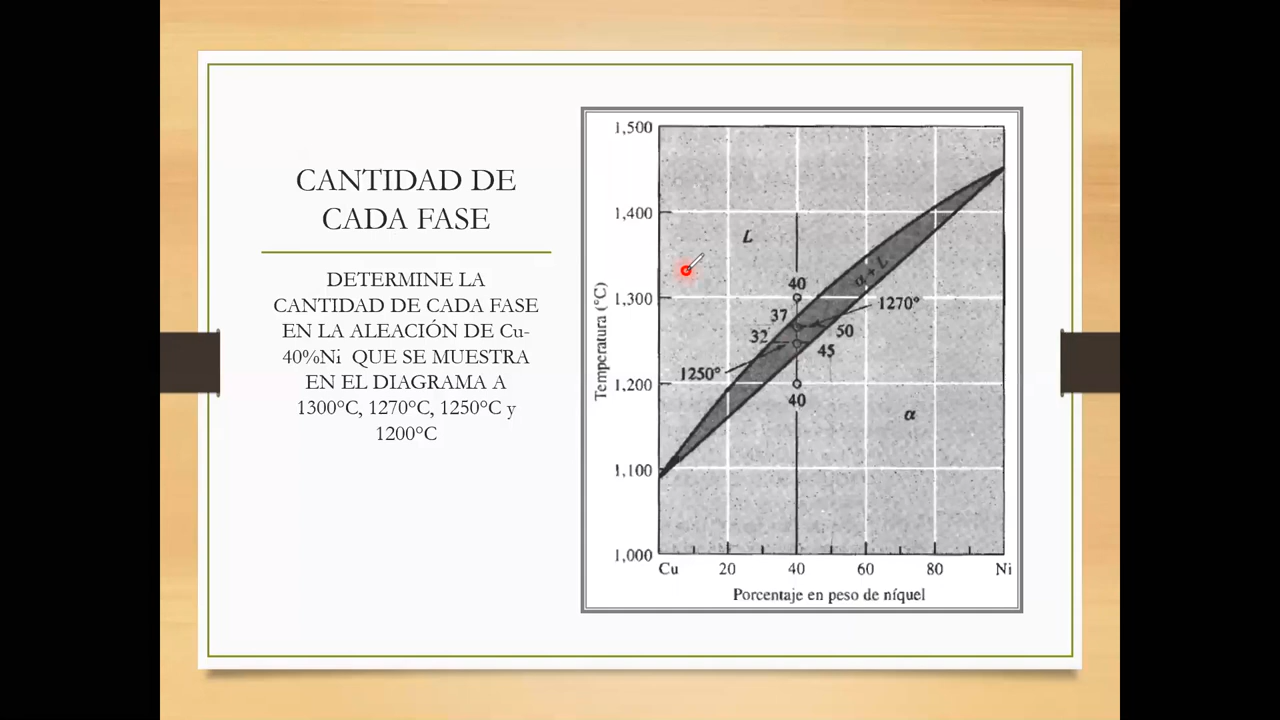 CANTIDAD DE
CADA FASE
DETERMINE LA
CANTIDAD DE CADA FASE
EN LA ALEACIÓN DE Cu-
40%Ni QUE SE MUESTRA
EN EL DIAGRAMA A
1300°C, 1270°C, 1250°C y
1200°C
1,500
1,400
1,300
1,200
1,100
1,000
Temperatura (°C)
L
α + L
40
1270°
37
50
32
45
1250°
40
α
Cu
20
40
60
80
Ni
Porcentaje en peso de níquel